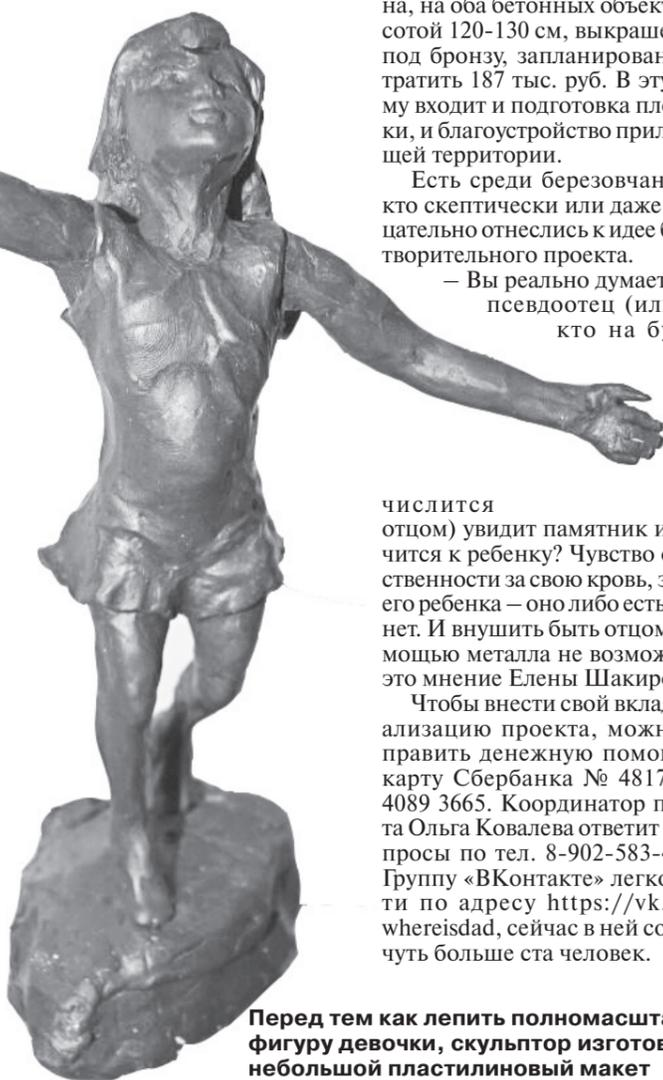 на, на оба бетонных объект
сотой 120-130 см, выкраше
под бронзу, запланирован
тратить 187 тыс. руб. В эту
му входит и подготовка пло
ки, и благоустройство прил
щей территории.
Есть среди березовчан
кто скептически или даже
цательно отнеслись к идее б
творительного проекта.
– Вы реально думает
псевдоотец (ил
кто на бу
числится
отцом) увидит памятник и
чится к ребенку? Чувство о
ственности за свою кровь, з
его ребенка – оно либо есть
нет. И внушить быть отцом
мощью металла не возмож
это мнение Елены Шакиро
Чтобы внести свой вклад
ализацию проекта, можн
править денежную помо
карту Сбербанка № 4817
4089 3665. Координатор п
та Ольга Ковалева ответит
просы по тел. 8-902-583-
Группу «ВКонтакте» легко
ти по адресу https://vk.
whereisdad, сейчас в ней со
чуть больше ста человек.
Перед тем как лепить полномасшта
фигуру девочки, скульптор изготов
небольшой пластилиновый макет